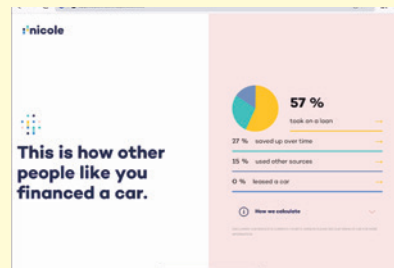 nicole
This is how other
people like you
financed a car.
57 %
took on a loan
27 % saved up over time
15 % used other sources
0 % leased a car
How we calculate